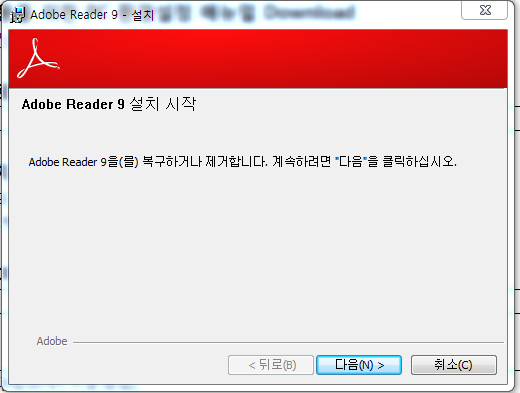 Download
Adobe Reader 9 - 설치
Adobe Reader 9 설치 시작
Adobe Reader 9을(를) 복구하거나 제거합니다. 계속하려면 "다음"을 클릭하십시오.
Adobe
< 뒤로(B)
다음(N) >
취소(C)